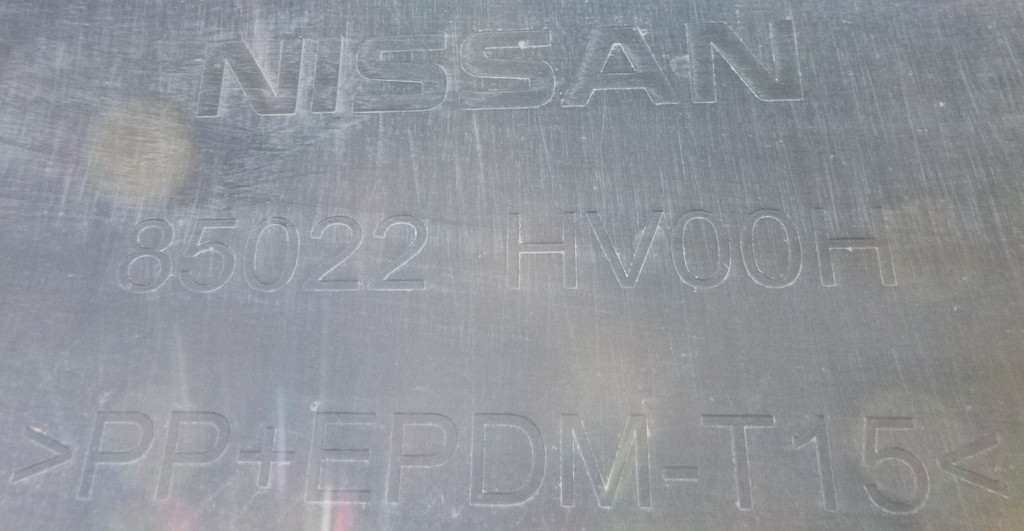 NISSAN
85022 HV00H
>PP+EPDM-T15<